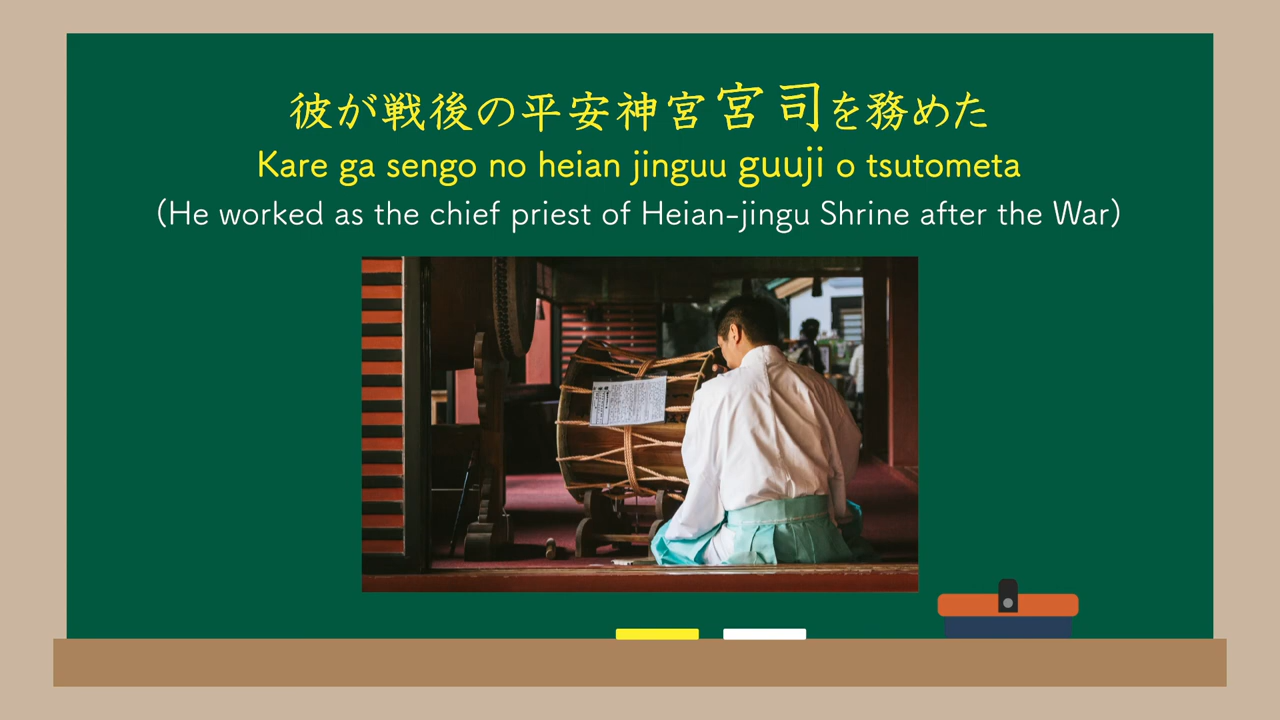 彼が戦後の平安神宮宮司を務めた
Kare ga sengo no heian jinguu guuji o tsutometa
(He worked as the chief priest of Heian-jingu Shrine after the War)